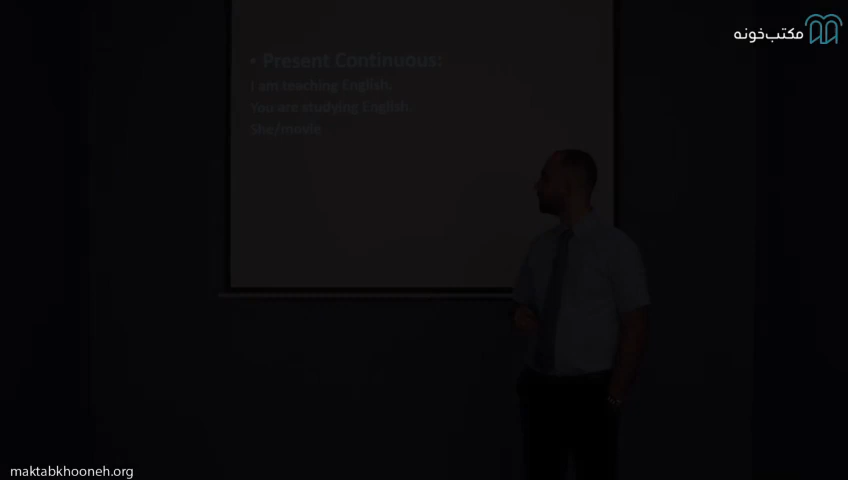 مکتب‌خونه
• Present Continuous:
I am teaching English.
You are studying English.
She/movie
maktabkhooneh.org